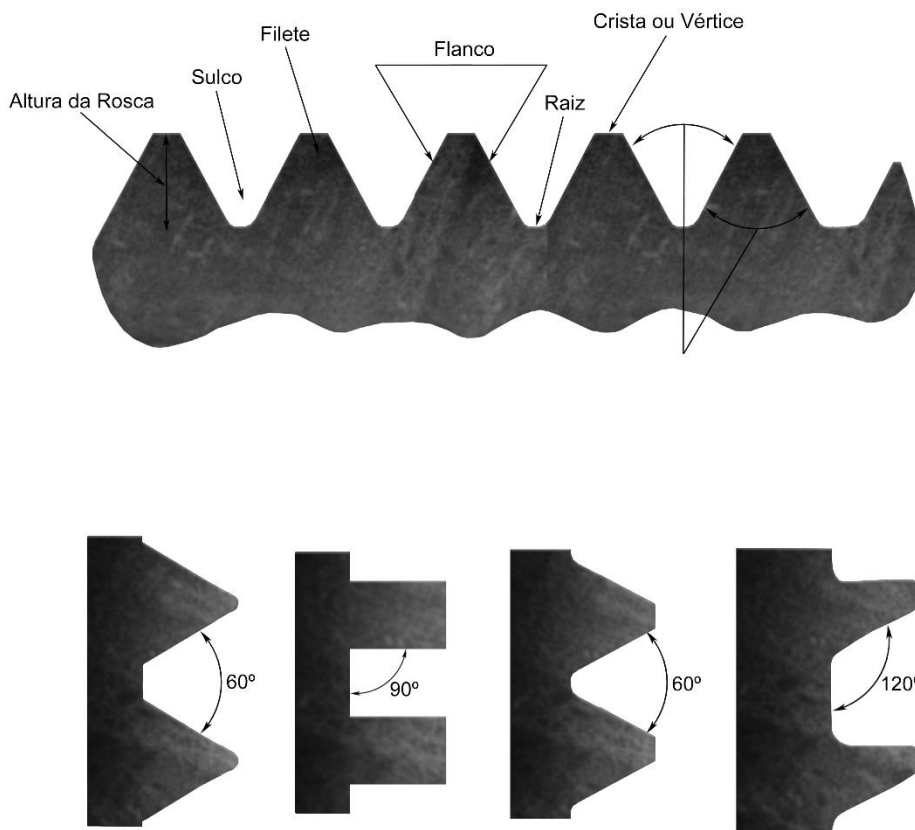 Crista ou Vértice
Filete
Flanco
Sulco
Altura da Rosca
Raiz
60º
90º
60º
120º